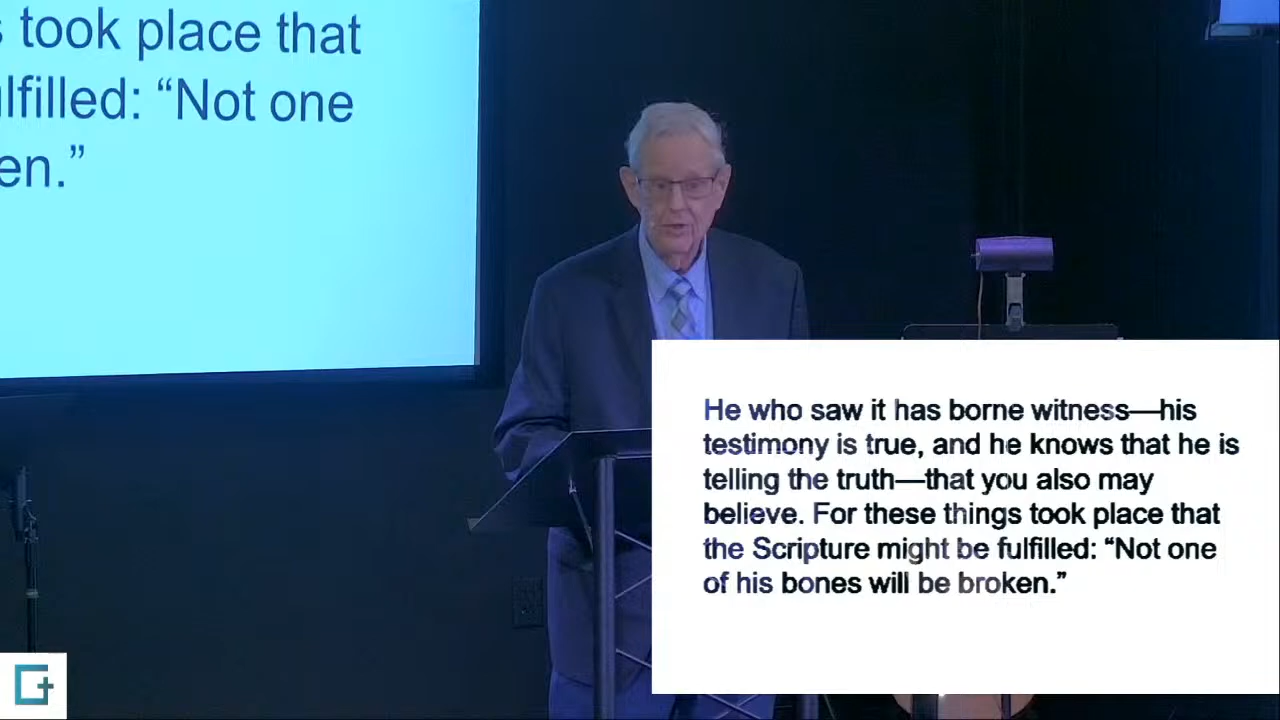 s took place that
lfilled: “Not one
en.”
He who saw it has borne witness—his
testimony is true, and he knows that he is
telling the truth—that you also may
believe. For these things took place that
the Scripture might be fulfilled: “Not one
of his bones will be broken.”